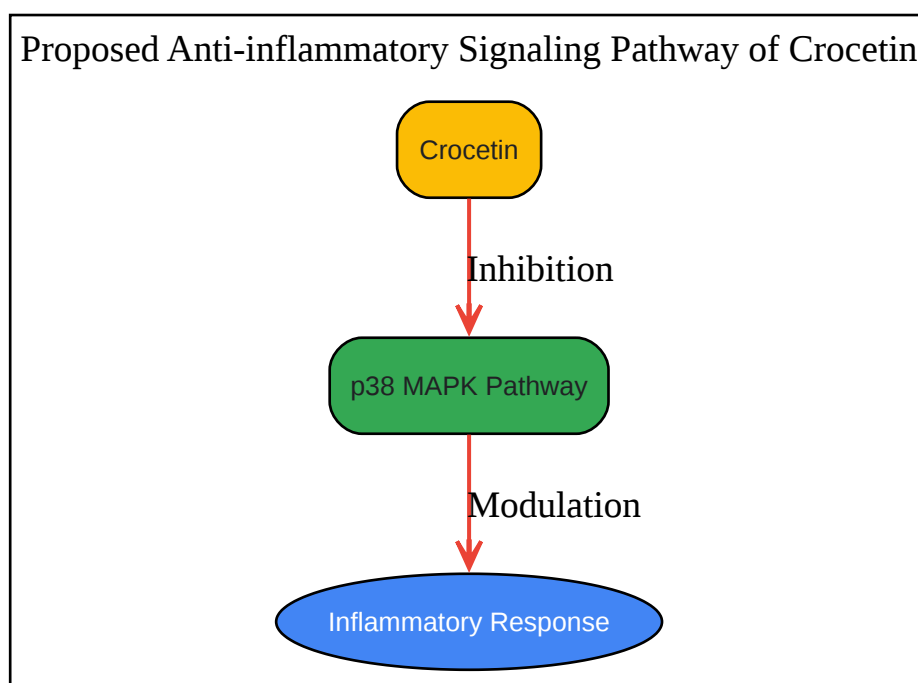 Proposed Anti-inflammatory Signaling Pathway of Crocetin
Crocetin
Inhibition
p38 MAPK Pathway
Modulation
Inflammatory Response